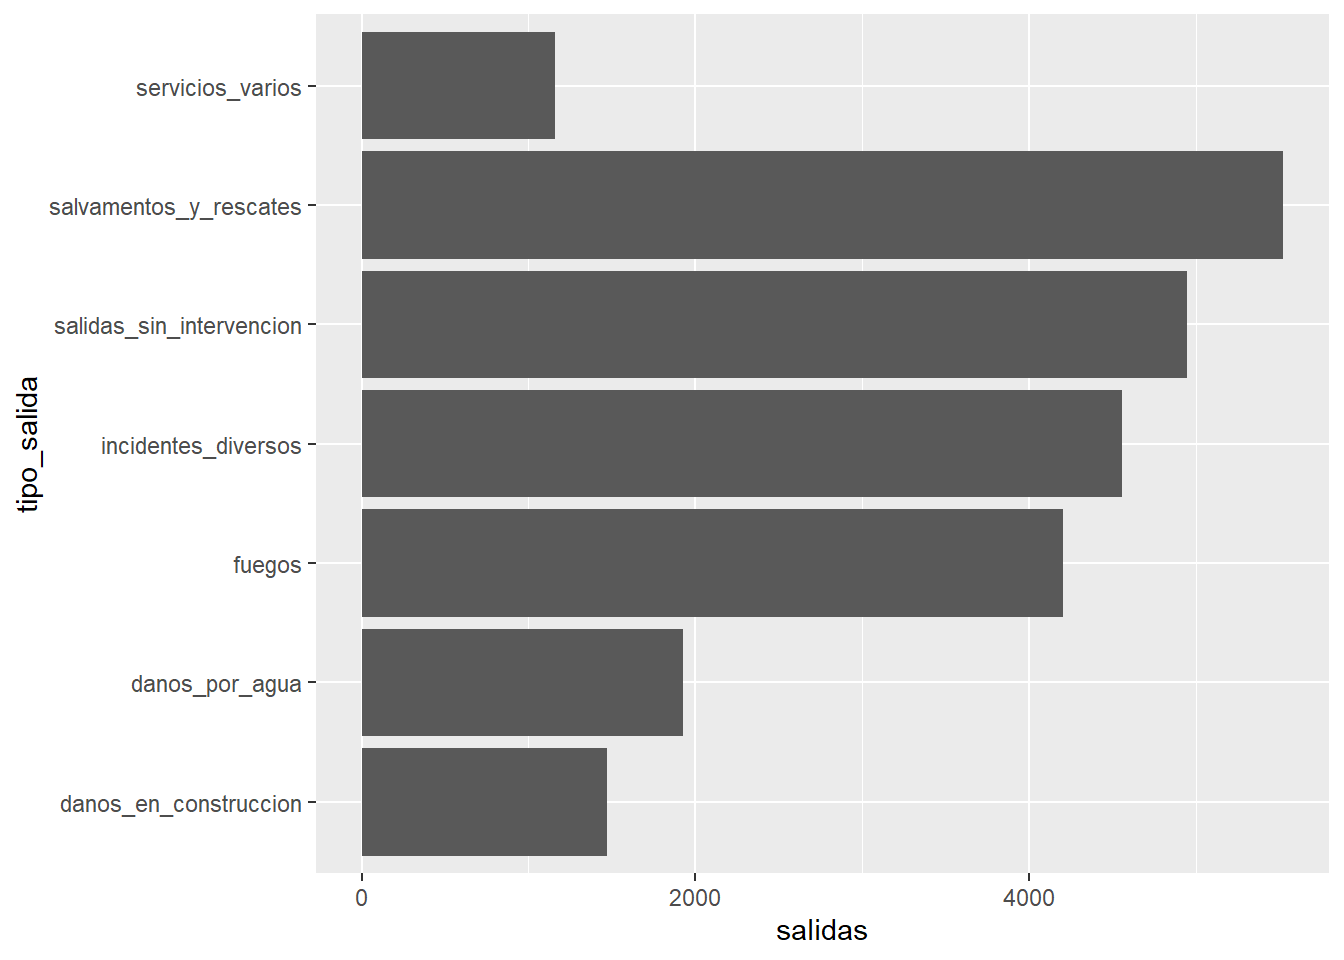 servicios_varios
salvamentos_y_rescates
salidas_sin_intervencion
incidentes_diversos
fuegos
danos_por_agua
danos_en_construccion
tipo_salida
0 2000 4000
salidas